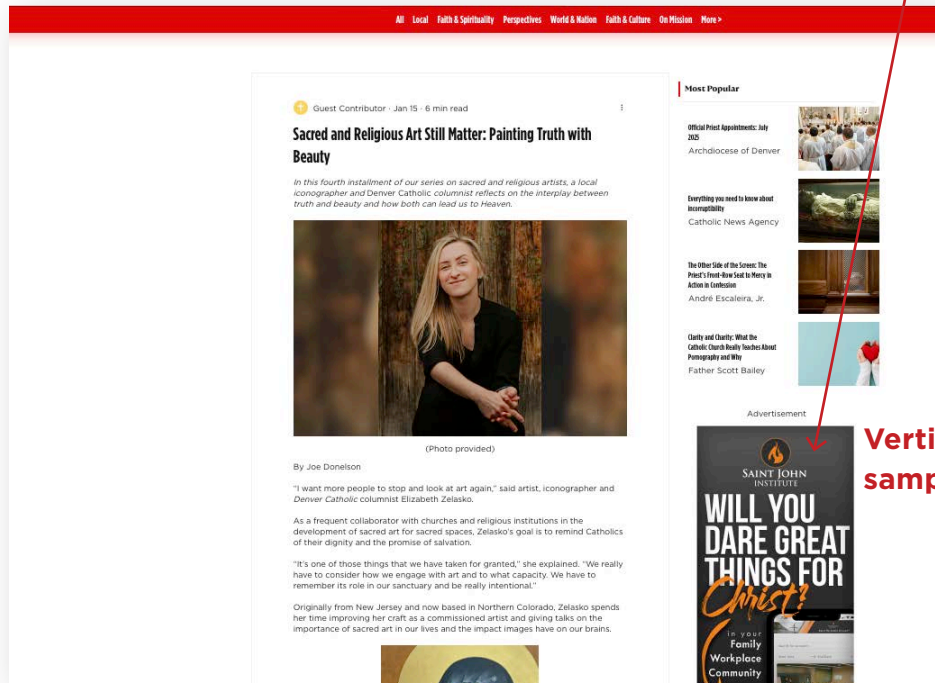 All Local Faith & Spirituality Perspectives World & Nation Faith & Culture On Mission More >
Guest Contributor · Jan 15 · 6 min read
Sacred and Religious Art Still Matter: Painting Truth with
Beauty
In this fourth installment of our series on sacred and religious artists, a local
iconographer and Denver Catholic columnist reflects on the interplay between
truth and beauty and how both can lead us to Heaven.
(Photo provided)
By Joe Donelson
"I want more people to stop and look at art again," said artist, iconographer and
Denver Catholic columnist Elizabeth Zelasko.
As a frequent collaborator with churches and religious institutions in the
development of sacred art for sacred spaces, Zelasko's goal is to remind Catholics
of their dignity and the promise of salvation.
"It's one of those things that we have taken for granted," she explained. "We really
have to consider how we engage with art and to what capacity. We have to
remember its role in our sanctuary and be really intentional."
Originally from New Jersey and now based in Northern Colorado, Zelasko spends
her time improving her craft as a commissioned artist and giving talks on the
importance of sacred art in our lives and the impact images have on our brains.
Most Popular
Official Priest Appointments: July
2025
Archdiocese of Denver
Everything you need to know about
incorruptibility
Catholic News Agency
The Other Side of the Screen: The
Priest's Front-Row Seat to Mercy in
Action in Confession
André Escaleira, Jr.
Clarity and Charity: What the
Catholic Church Really Teaches About
Pornography and Why
Father Scott Bailey
Advertisement
SAINT JOHN
INSTITUTE
WILL YOU
DARE GREAT
THINGS FOR
Christ?
in your
Family
Workplace
Community
Verti
samp